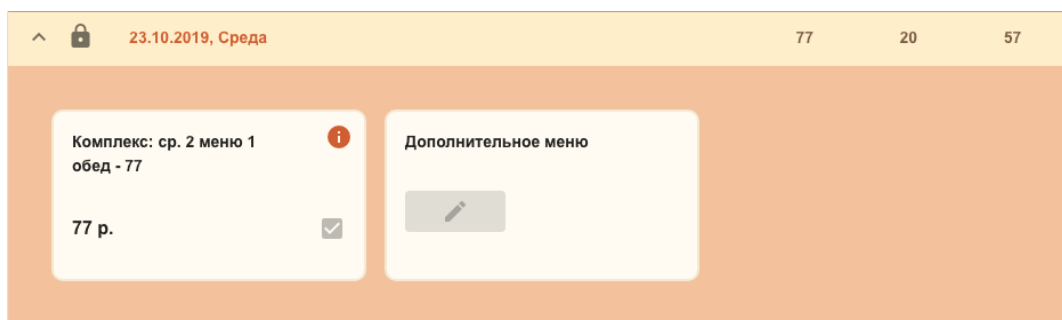 23.10.2019, Среда 77 20 57
Комплекс: ср. 2 меню 1
обед - 77
77 р.
Дополнительное меню